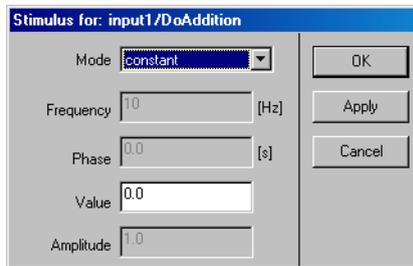 Stimulus for: input1/DoAddition
Mode constant OK
Frequency 10 [Hz] Apply
Phase 0.0 [s] Cancel
Value 0.0
Amplitude 1.0